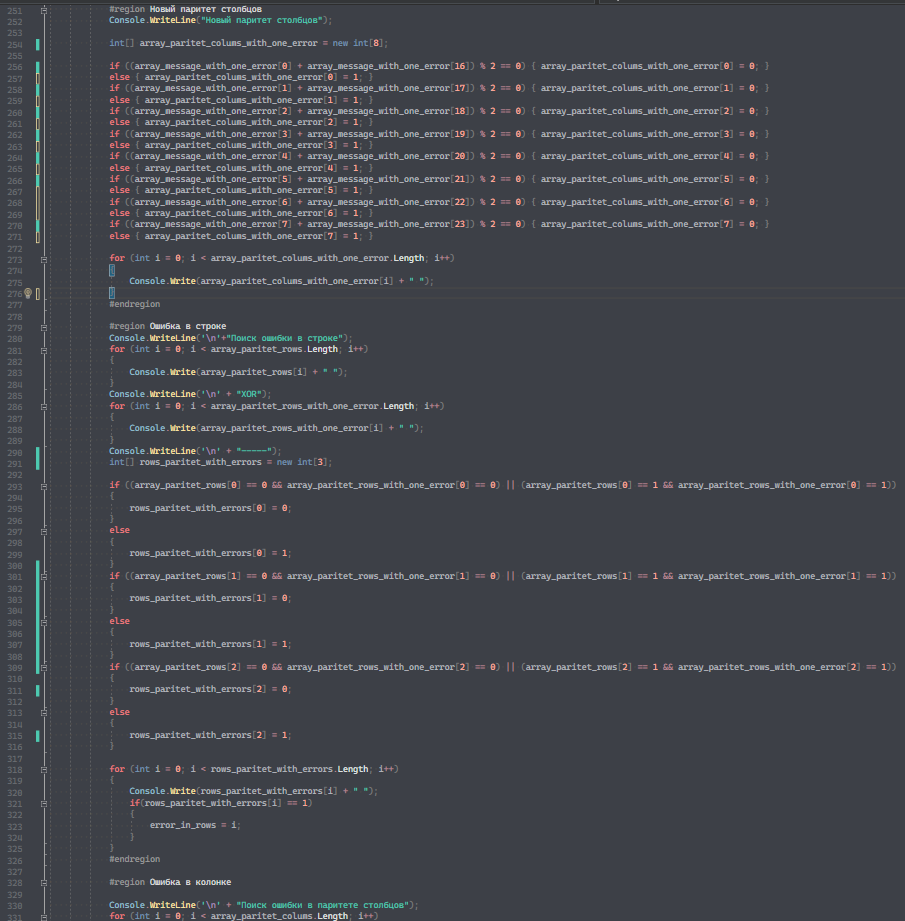 251 #region Новый паритет столбцов
252 Console.WriteLine("Новый паритет столбцов");
253
254 int[] array_paritet_colums_with_one_error = new int[8];
255
256 if ((array_message_with_one_error[0] + array_message_with_one_error[16]) % 2 == 0) { array_paritet_colums_with_one_error[0] = 0; }
257 else { array_paritet_colums_with_one_error[0] = 1; }
258 if ((array_message_with_one_error[1] + array_message_with_one_error[17]) % 2 == 0) { array_paritet_colums_with_one_error[1] = 0; }
259 else { array_paritet_colums_with_one_error[1] = 1; }
260 if ((array_message_with_one_error[2] + array_message_with_one_error[18]) % 2 == 0) { array_paritet_colums_with_one_error[2] = 0; }
261 else { array_paritet_colums_with_one_error[2] = 1; }
262 if ((array_message_with_one_error[3] + array_message_with_one_error[19]) % 2 == 0) { array_paritet_colums_with_one_error[3] = 0; }
263 else { array_paritet_colums_with_one_error[3] = 1; }
264 if ((array_message_with_one_error[4] + array_message_with_one_error[20]) % 2 == 0) { array_paritet_colums_with_one_error[4] = 0; }
265 else { array_paritet_colums_with_one_error[4] = 1; }
266 if ((array_message_with_one_error[5] + array_message_with_one_error[21]) % 2 == 0) { array_paritet_colums_with_one_error[5] = 0; }
267 else { array_paritet_colums_with_one_error[5] = 1; }
268 if ((array_message_with_one_error[6] + array_message_with_one_error[22]) % 2 == 0) { array_paritet_colums_with_one_error[6] = 0; }
269 else { array_paritet_colums_with_one_error[6] = 1; }
270 if ((array_message_with_one_error[7] + array_message_with_one_error[23]) % 2 == 0) { array_paritet_colums_with_one_error[7] = 0; }
271 else { array_paritet_colums_with_one_error[7] = 1; }
272
273 for (int i = 0; i < array_paritet_colums_with_one_error.Length; i++)
274 {
275 Console.Write(array_paritet_colums_with_one_error[i] + " ");
276 }
277 #endregion
278
279 #region Ошибка в строке
280 Console.WriteLine('\n'+"Поиск ошибки в строке");
281 for (int i = 0; i < array_paritet_rows.Length; i++)
282 {
283 Console.Write(array_paritet_rows[i] + " ");
284 }
285 Console.WriteLine('\n' + "XOR");
286 for (int i = 0; i < array_paritet_rows_with_one_error.Length; i++)
287 {
288 Console.Write(array_paritet_rows_with_one_error[i] + " ");
289 }
290 Console.WriteLine('\n' + "-----");
291 int[] rows_paritet_with_errors = new int[3];
292
293 if ((array_paritet_rows[0] == 0 && array_paritet_rows_with_one_error[0] == 0) || (array_paritet_rows[0] == 1 && array_paritet_rows_with_one_error[0] == 1))
294 {
295 rows_paritet_with_errors[0] = 0;
296 }
297 else
298 {
299 rows_paritet_with_errors[0] = 1;
300 }
301 if ((array_paritet_rows[1] == 0 && array_paritet_rows_with_one_error[1] == 0) || (array_paritet_rows[1] == 1 && array_paritet_rows_with_one_error[1] == 1))
302 {
303 rows_paritet_with_errors[1] = 0;
304 }
305 else
306 {
307 rows_paritet_with_errors[1] = 1;
308 }
309 if ((array_paritet_rows[2] == 0 && array_paritet_rows_with_one_error[2] == 0) || (array_paritet_rows[2] == 1 && array_paritet_rows_with_one_error[2] == 1))
310 {
311 rows_paritet_with_errors[2] = 0;
312 }
313 else
314 {
315 rows_paritet_with_errors[2] = 1;
316 }
317
318 for (int i = 0; i < rows_paritet_with_errors.Length; i++)
319 {
320 Console.Write(rows_paritet_with_errors[i] + " ");
321 if(rows_paritet_with_errors[i] == 1)
322 {
323 error_in_rows = i;
324 }
325 }
326 #endregion
327
328 #region Ошибка в колонке
329
330 Console.WriteLine('\n' + "Поиск ошибки в паритете столбцов");
331 for (int i = 0; i < array_paritet_colums.Length; i++)